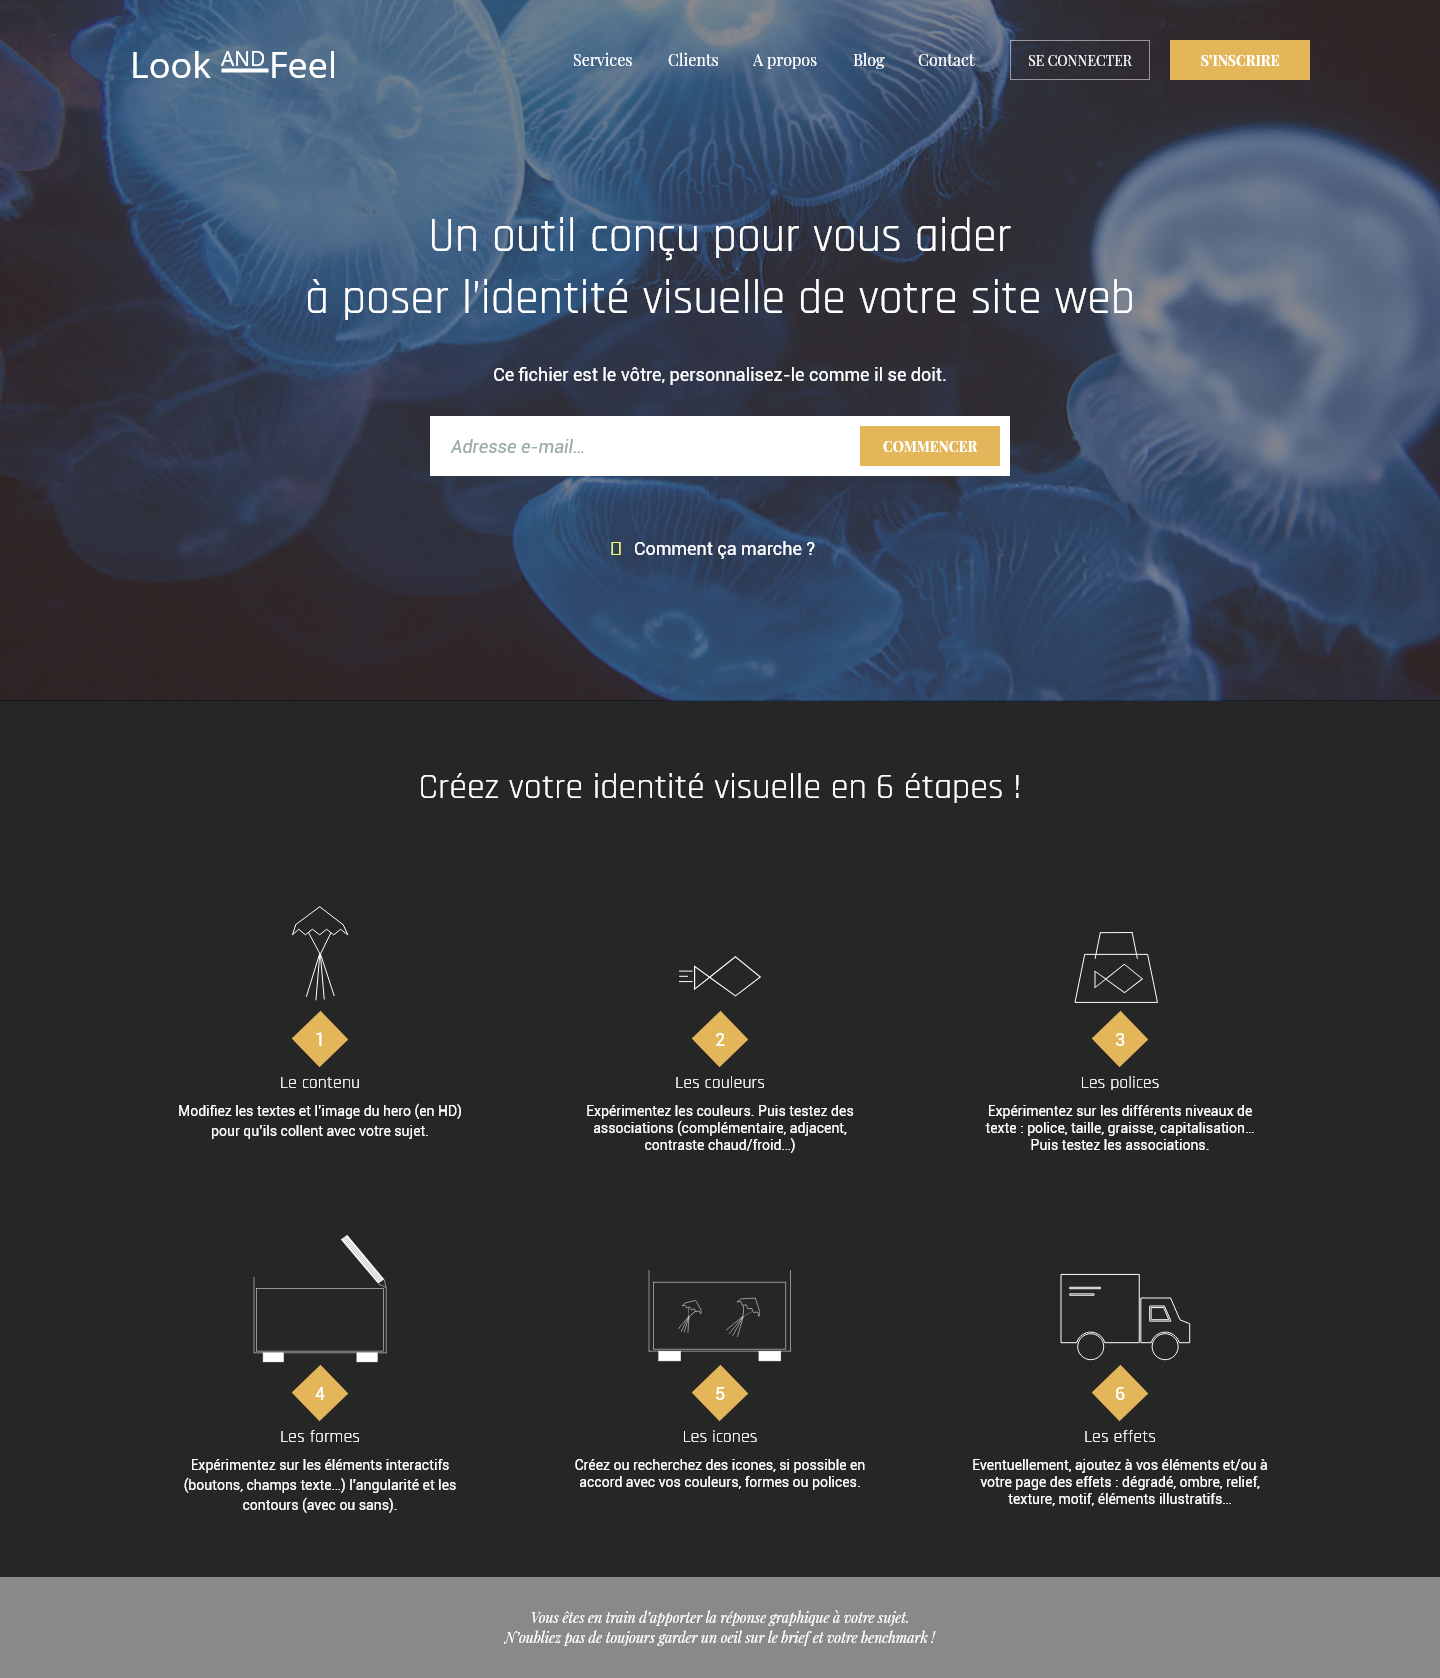 Look AND Feel
Services Clients A propos Blog Contact SE CONNECTER S'INSCRIRE
Un outil conçu pour vous aider
à poser l'identité visuelle de votre site web
Ce fichier est le vôtre, personnalisez-le comme il se doit.
Adresse e-mail... COMMENCER
Comment ça marche ?
Créez votre identité visuelle en 6 étapes !
1
Le contenu
Modifiez les textes et l'image du hero (en HD)
pour qu'ils collent avec votre sujet.
2
Les couleurs
Expérimentez les couleurs. Puis testez des
associations (complémentaire, adjacent,
contraste chaud/froid...)
3
Les polices
Expérimentez sur les différents niveaux de
texte : police, taille, graisse, capitalisation...
Puis testez les associations.
4
Les formes
Expérimentez sur les éléments interactifs
(boutons, champs texte...) l'angularité et les
contours (avec ou sans).
5
Les icones
Créez ou recherchez des icones, si possible en
accord avec vos couleurs, formes ou polices.
6
Les effets
Eventuellement, ajoutez à vos éléments et/ou à
votre page des effets : dégradé, ombre, relief,
texture, motif, éléments illustratifs...
Vous êtes en train d'apporter la réponse graphique à votre sujet.
N'oubliez pas de toujours garder un oeil sur le brief et votre benchmark !